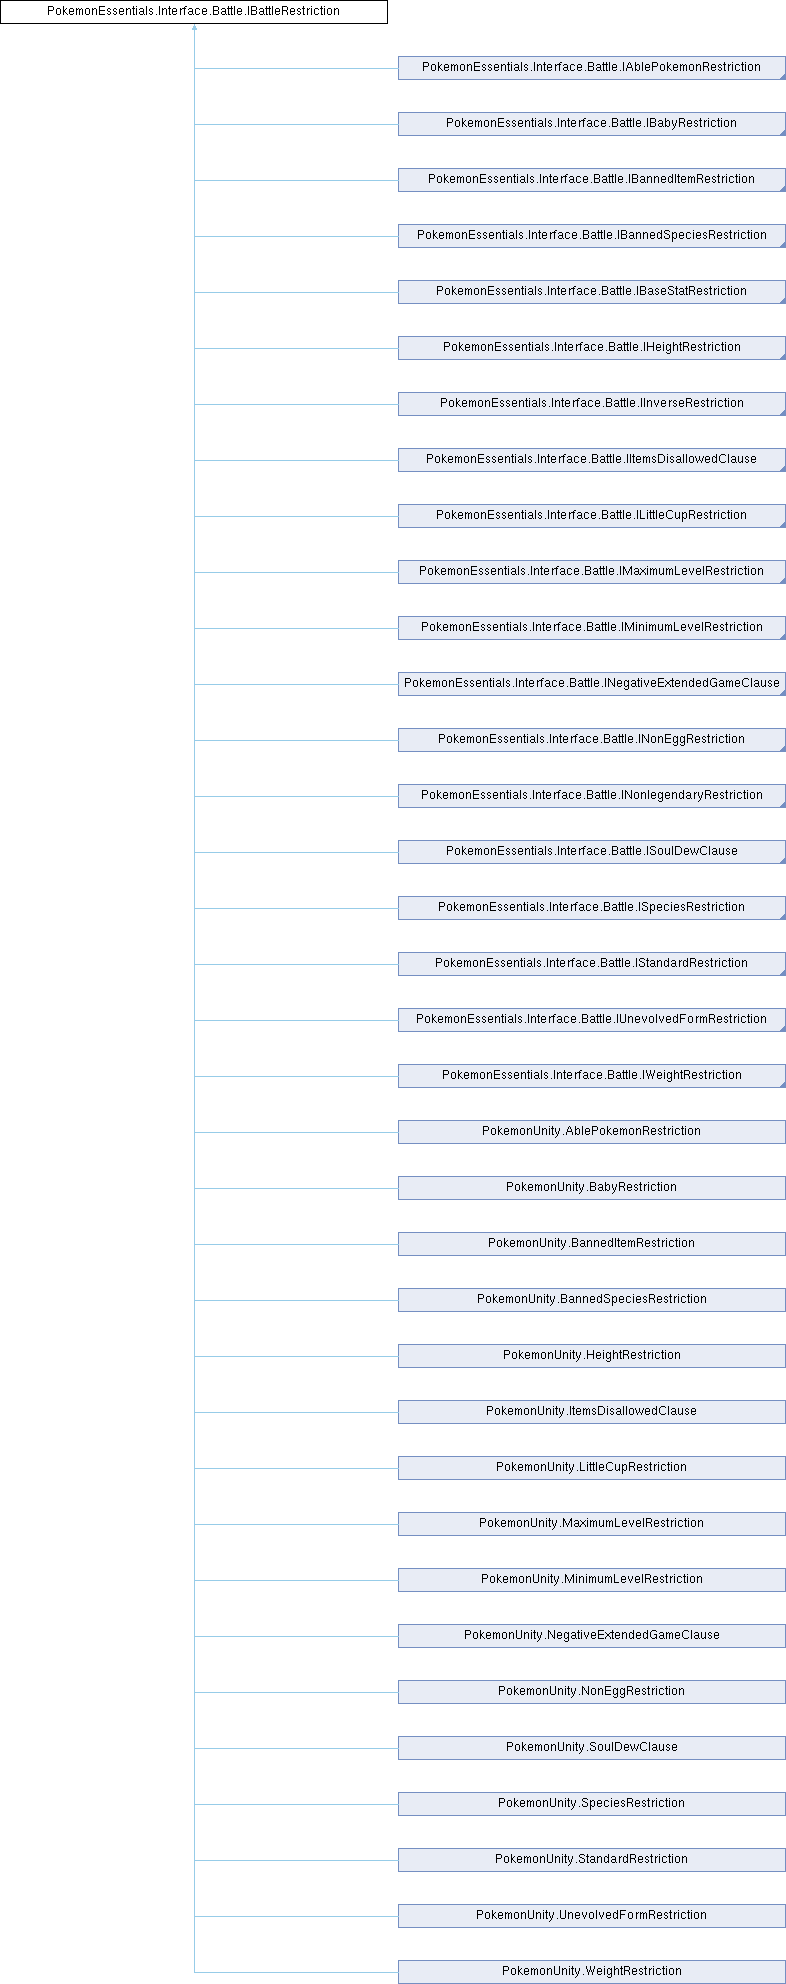 PokemonEssentials.Interface.Battle.IBattleRestriction
PokemonEssentials.Interface.Battle.IAblePokemonRestriction
PokemonEssentials.Interface.Battle.IBabyRestriction
PokemonEssentials.Interface.Battle.IBannedItemRestriction
PokemonEssentials.Interface.Battle.IBannedSpeciesRestriction
PokemonEssentials.Interface.Battle.IBaseStatRestriction
PokemonEssentials.Interface.Battle.IHeightRestriction
PokemonEssentials.Interface.Battle.IInverseRestriction
PokemonEssentials.Interface.Battle.IItemsDisallowedClause
PokemonEssentials.Interface.Battle.ILittleCupRestriction
PokemonEssentials.Interface.Battle.IMaximumLevelRestriction
PokemonEssentials.Interface.Battle.IMinimumLevelRestriction
PokemonEssentials.Interface.Battle.INegativeExtendedGameClause
PokemonEssentials.Interface.Battle.INonEggRestriction
PokemonEssentials.Interface.Battle.INonlegendaryRestriction
PokemonEssentials.Interface.Battle.ISoulDewClause
PokemonEssentials.Interface.Battle.ISpeciesRestriction
PokemonEssentials.Interface.Battle.IStandardRestriction
PokemonEssentials.Interface.Battle.IUnevolvedFormRestriction
PokemonEssentials.Interface.Battle.IWeightRestriction
PokemonUnity.AblePokemonRestriction
PokemonUnity.BabyRestriction
PokemonUnity.BannedItemRestriction
PokemonUnity.BannedSpeciesRestriction
PokemonUnity.HeightRestriction
PokemonUnity.ItemsDisallowedClause
PokemonUnity.LittleCupRestriction
PokemonUnity.MaximumLevelRestriction
PokemonUnity.MinimumLevelRestriction
PokemonUnity.NegativeExtendedGameClause
PokemonUnity.NonEggRestriction
PokemonUnity.SoulDewClause
PokemonUnity.SpeciesRestriction
PokemonUnity.StandardRestriction
PokemonUnity.UnevolvedFormRestriction
PokemonUnity.WeightRestriction